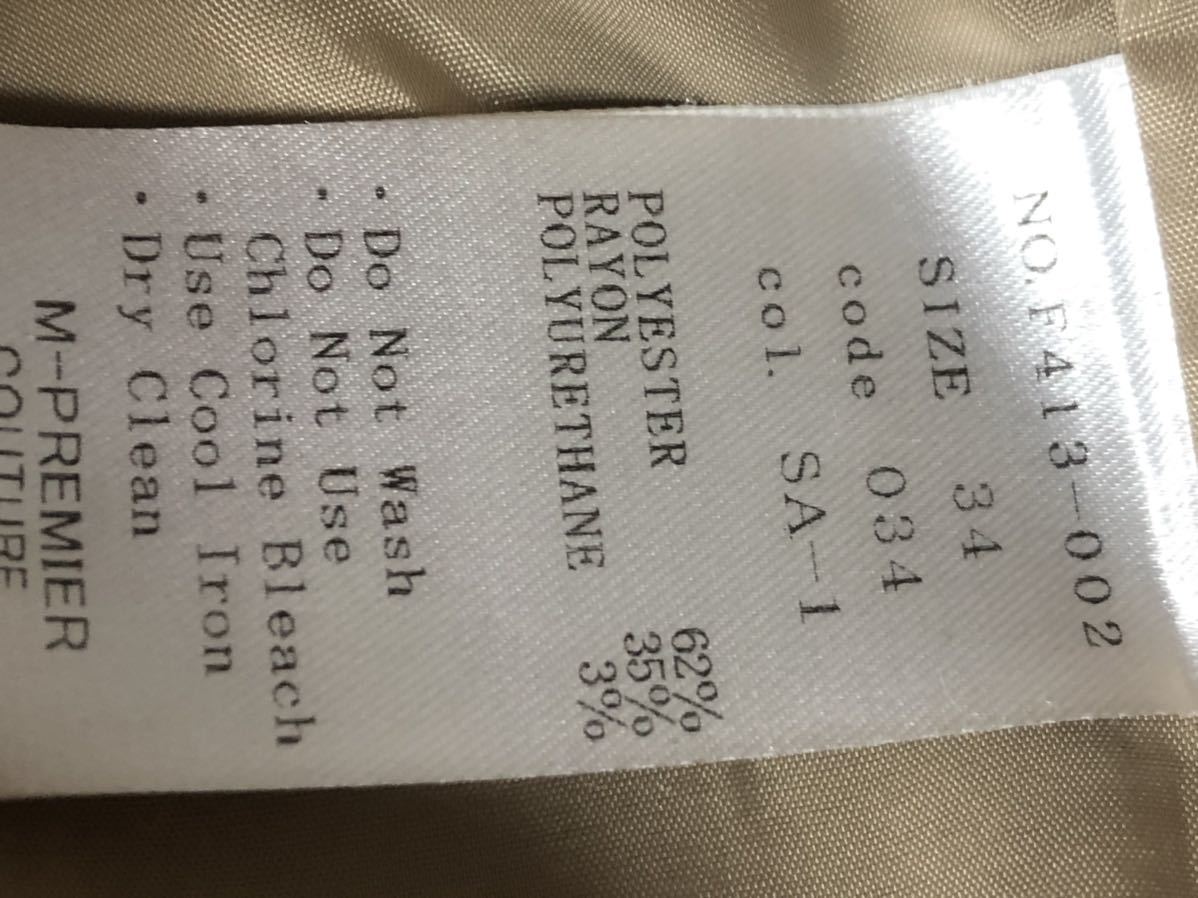 NO.F413-002
SIZE 34
code 034
col. SA-1
POLYESTER 62%
RAYON 35%
POLYURETHANE 3%
・Do Not Wash
・Do Not Use
Chlorine Bleach
・Use Cool Iron
・Dry Clean
M-PREMIER
COUTURE